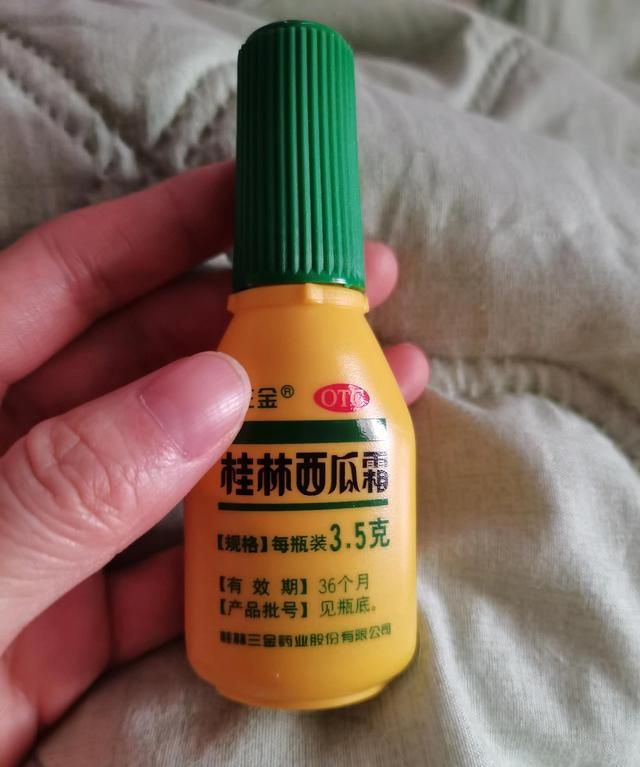 金® OTC
桂林西瓜霜
【规格】每瓶装3.5克
【有 效 期】36个月
【产品批号】见瓶底。
桂林三金药业股份有限公司